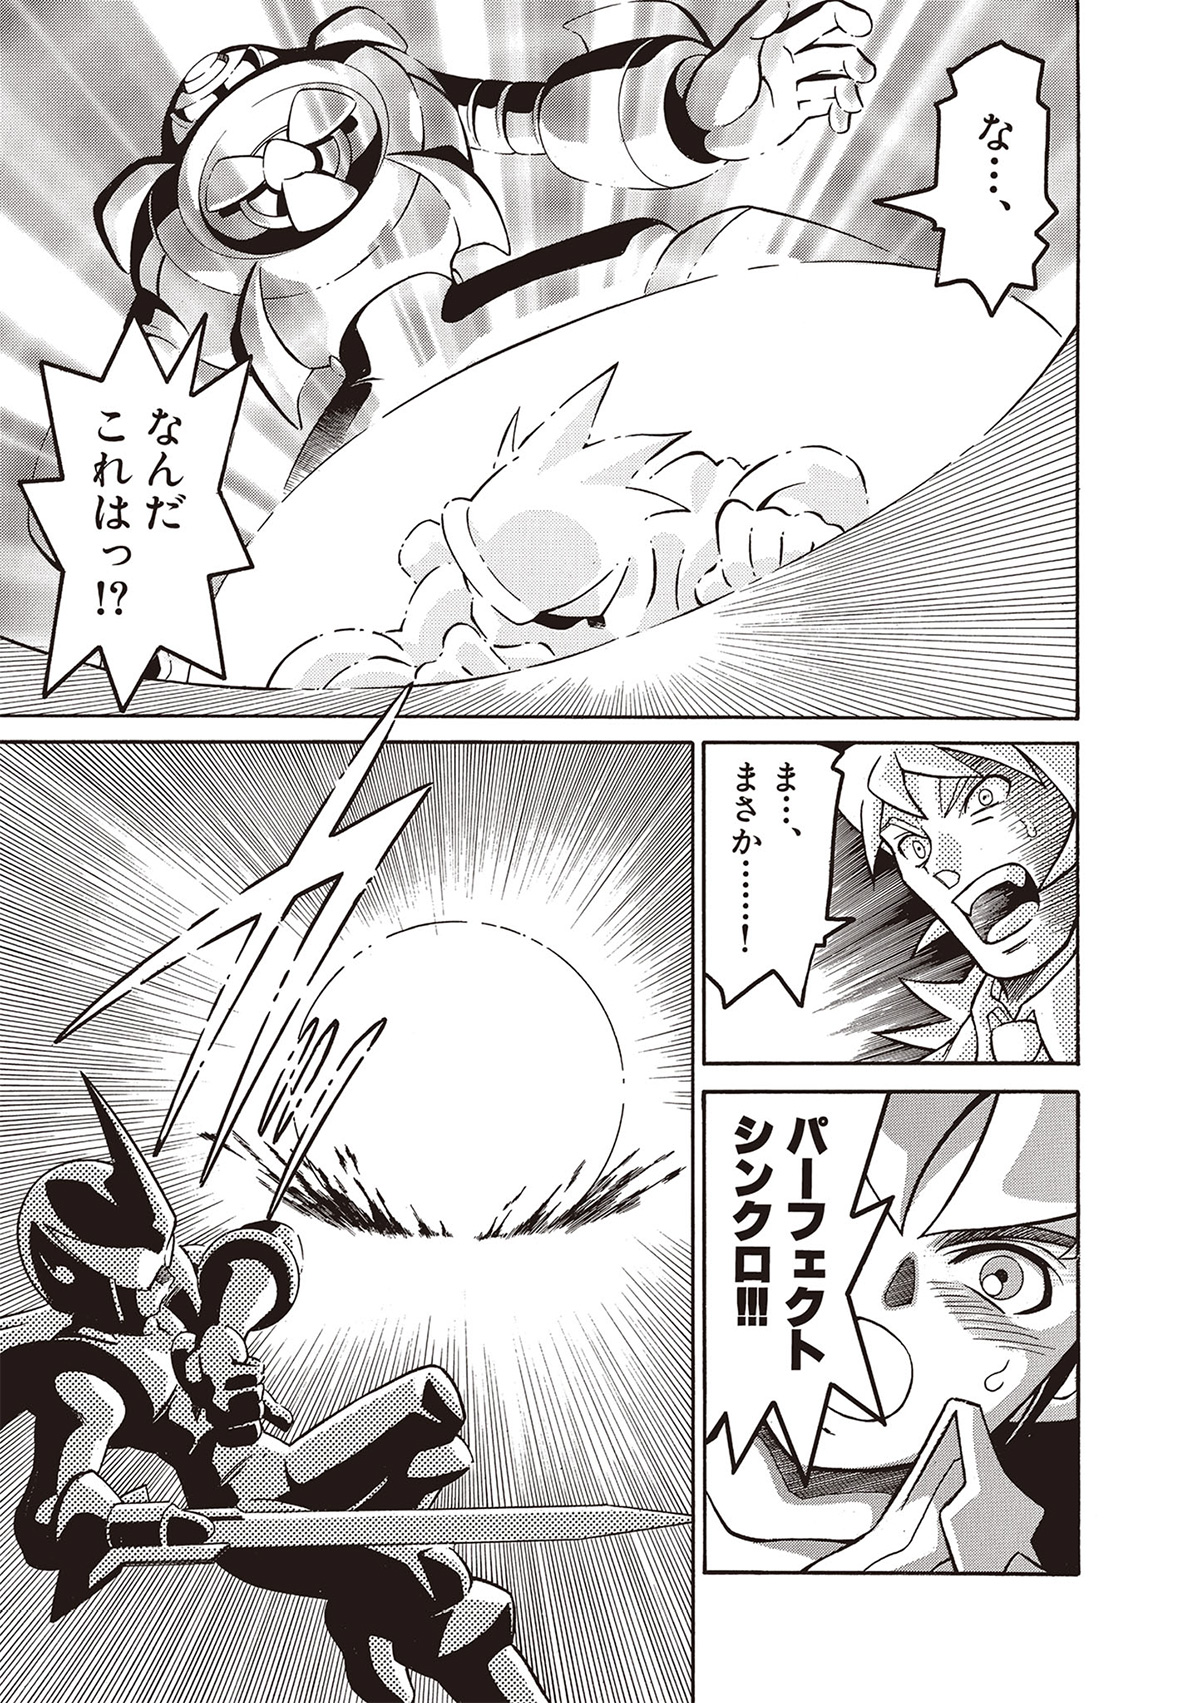 な…、
なんだ
これはっ!?
ま…、
まさか……!
パーフェクト
シンクロ!!!